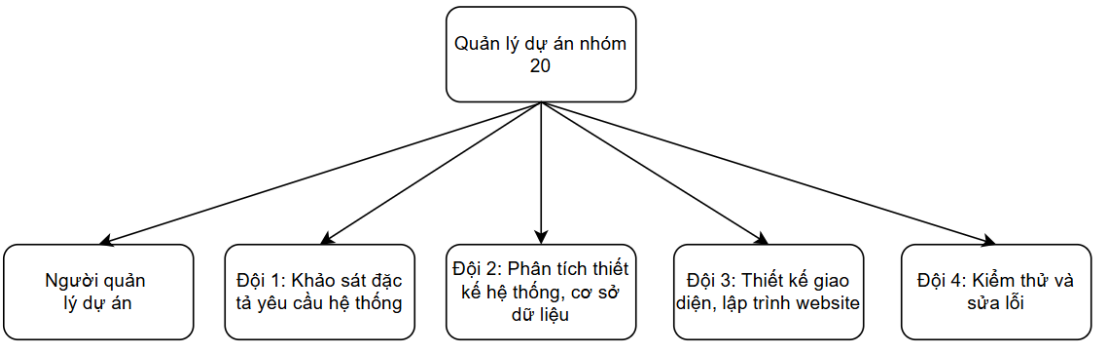 Quản lý dự án nhóm
20
Người quản
lý dự án
Đội 1: Khảo sát đặc
tả yêu cầu hệ thống
Đội 2: Phân tích thiết
kế hệ thống, cơ sở
dữ liệu
Đội 3: Thiết kế giao
diện, lập trình website
Đội 4: Kiểm thử và
sửa lỗi